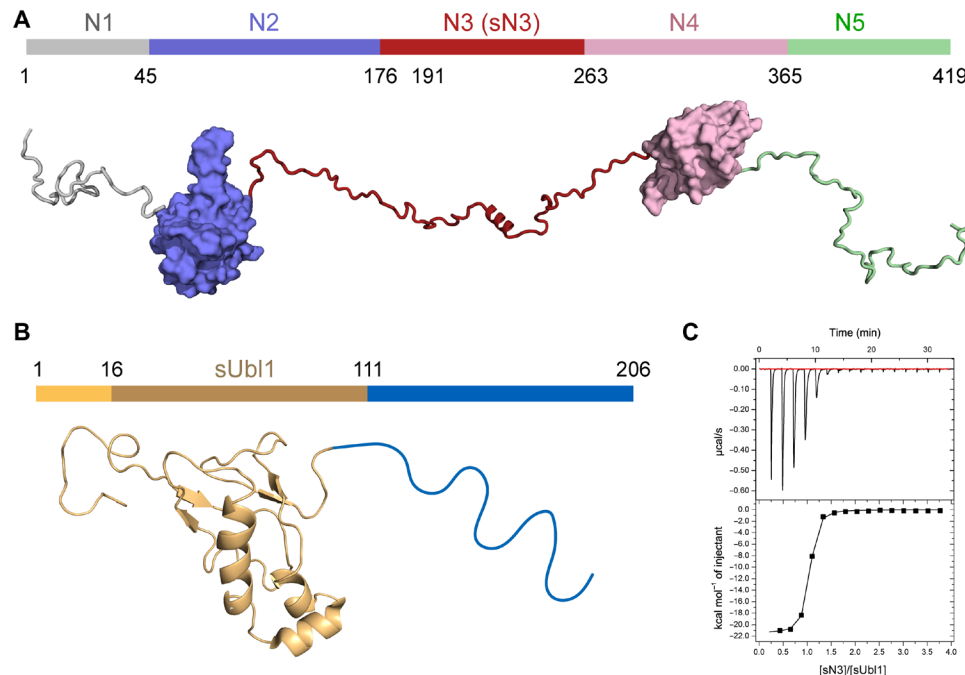 A
N1 N2 N3 (sN3) N4 N5
1 45 176 191 263 365 419
B
sUbl1
1 16 111 206
C
Time (min)
0 10 20 30
0.00
−0.10
−0.20
−0.30
−0.40
−0.50
−0.60
µcal/s
0.0
−2.0
−4.0
−6.0
−8.0
−10.0
−12.0
−14.0
−16.0
−18.0
−20.0
−22.0
kcal mol⁻¹ of injectant
0.0 0.5 1.0 1.5 2.0 2.5 3.0 3.5 4.0
[sN3]/[sUbl1]